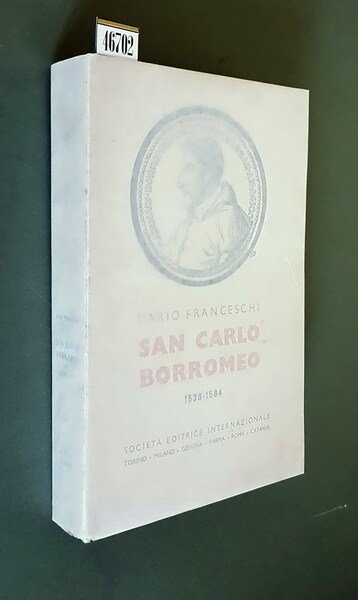 46702
DARIO FRANCESCHI
SAN CARLO
BORROMEO
1538-1584
SOCIETÀ EDITRICE INTERNAZIONALE
TORINO - MILANO - GENOVA - PARMA - ROMA - CATANIA